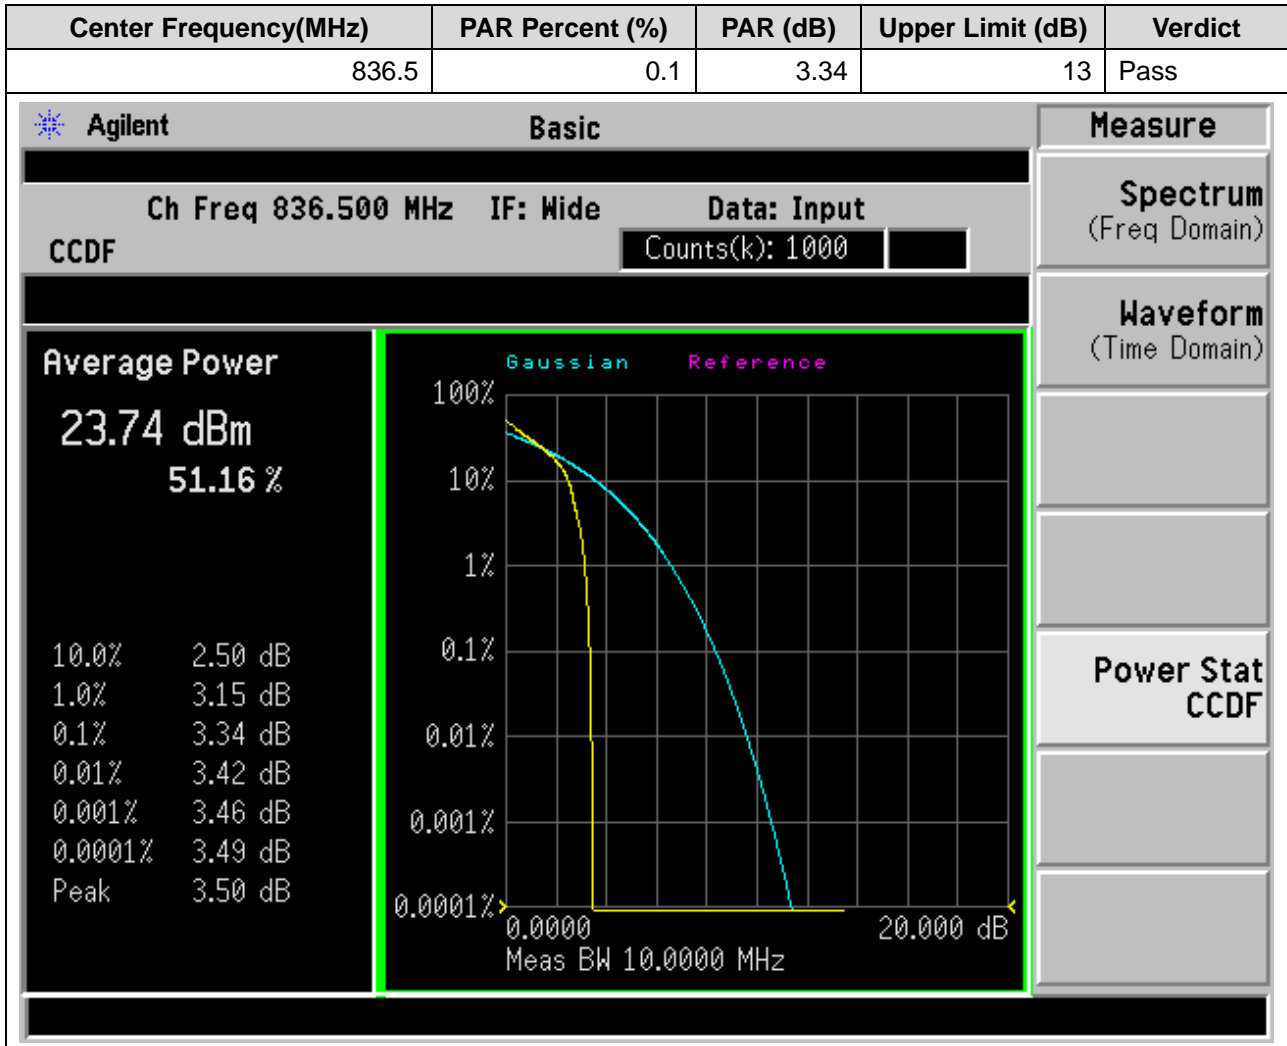 Center Frequency(MHz) PAR Percent (%) PAR (dB) Upper Limit (dB) Verdict
836.5 0.1 3.34 13 Pass
Agilent Basic Measure
Ch Freq 836.500 MHz IF: Wide Data: Input
CCDF Counts(k): 1000
Spectrum
(Freq Domain)
Waveform
(Time Domain)
Power Stat
CCDF
Average Power
23.74 dBm
51.16 %
10.0% 2.50 dB
1.0% 3.15 dB
0.1% 3.34 dB
0.01% 3.42 dB
0.001% 3.46 dB
0.0001% 3.49 dB
Peak 3.50 dB
Gaussian Reference
100%
10%
1%
0.1%
0.01%
0.001%
0.0001%
0.0000 20.000 dB
Meas BW 10.0000 MHz